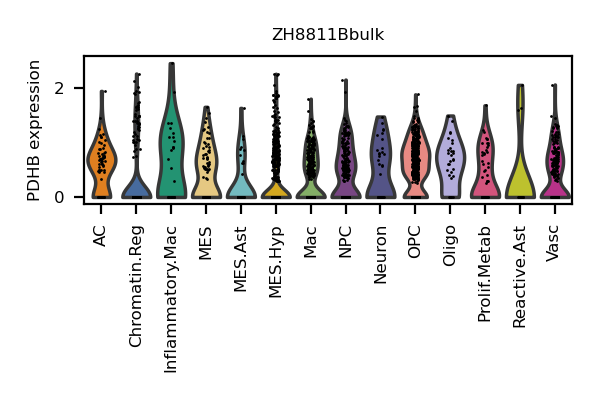 ZH8811Bbulk
PDHB expression
2
0
AC
Chromatin.Reg
Inflammatory.Mac
MES
MES.Ast
MES.Hyp
Mac
NPC
Neuron
OPC
Oligo
Prolif.Metab
Reactive.Ast
Vasc